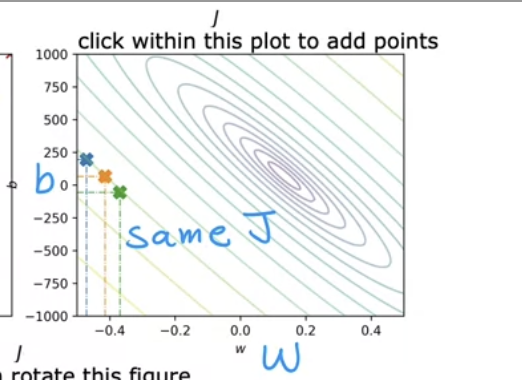 J
click within this plot to add points
1000
750
500
250
0
−250
−500
−750
−1000
b
b
same J
−0.4 −0.2 0.0 0.2 0.4
w
W
J
rotate this figure